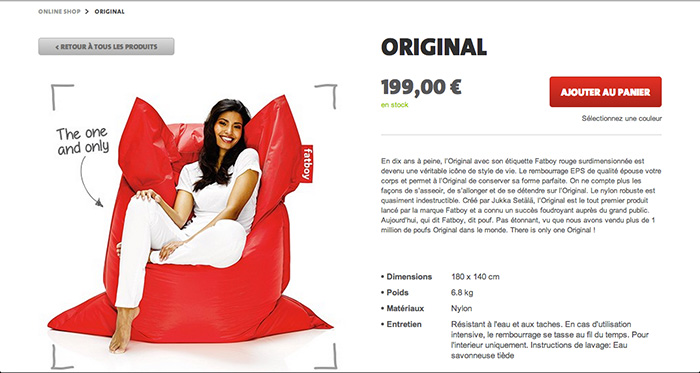 ONLINE SHOP > ORIGINAL
< RETOUR À TOUS LES PRODUITS
The one
and only
fatboy
ORIGINAL
199,00 €
AJOUTER AU PANIER
en stock
Sélectionnez une couleur
En dix ans à peine, l'Original avec son étiquette Fatboy rouge surdimensionnée est
devenu une véritable icône de style de vie. Le rembourrage EPS de qualité épouse votre
corps et permet à l'Original de conserver sa forme parfaite. On ne compte plus les
façons de s'asseoir, de s'allonger et de se détendre sur l'Original. Le nylon robuste est
quasiment indestructible. Créé par Jukka Setälä, l'Original est le tout premier produit
lancé par la marque Fatboy et a connu un succès foudroyant auprès du grand public.
Aujourd'hui, qui dit Fatboy, dit pouf. Pas étonnant, vu que nous avons vendu plus de 1
million de poufs Original dans le monde. There is only one Original !
• Dimensions 180 x 140 cm
• Poids 6.8 kg
• Matériaux Nylon
• Entretien Résistant à l'eau et aux taches. En cas d'utilisation
intensive, le rembourrage se tasse au fil du temps. Pour
l'interieur uniquement. Instructions de lavage: Eau
savonneuse tiède